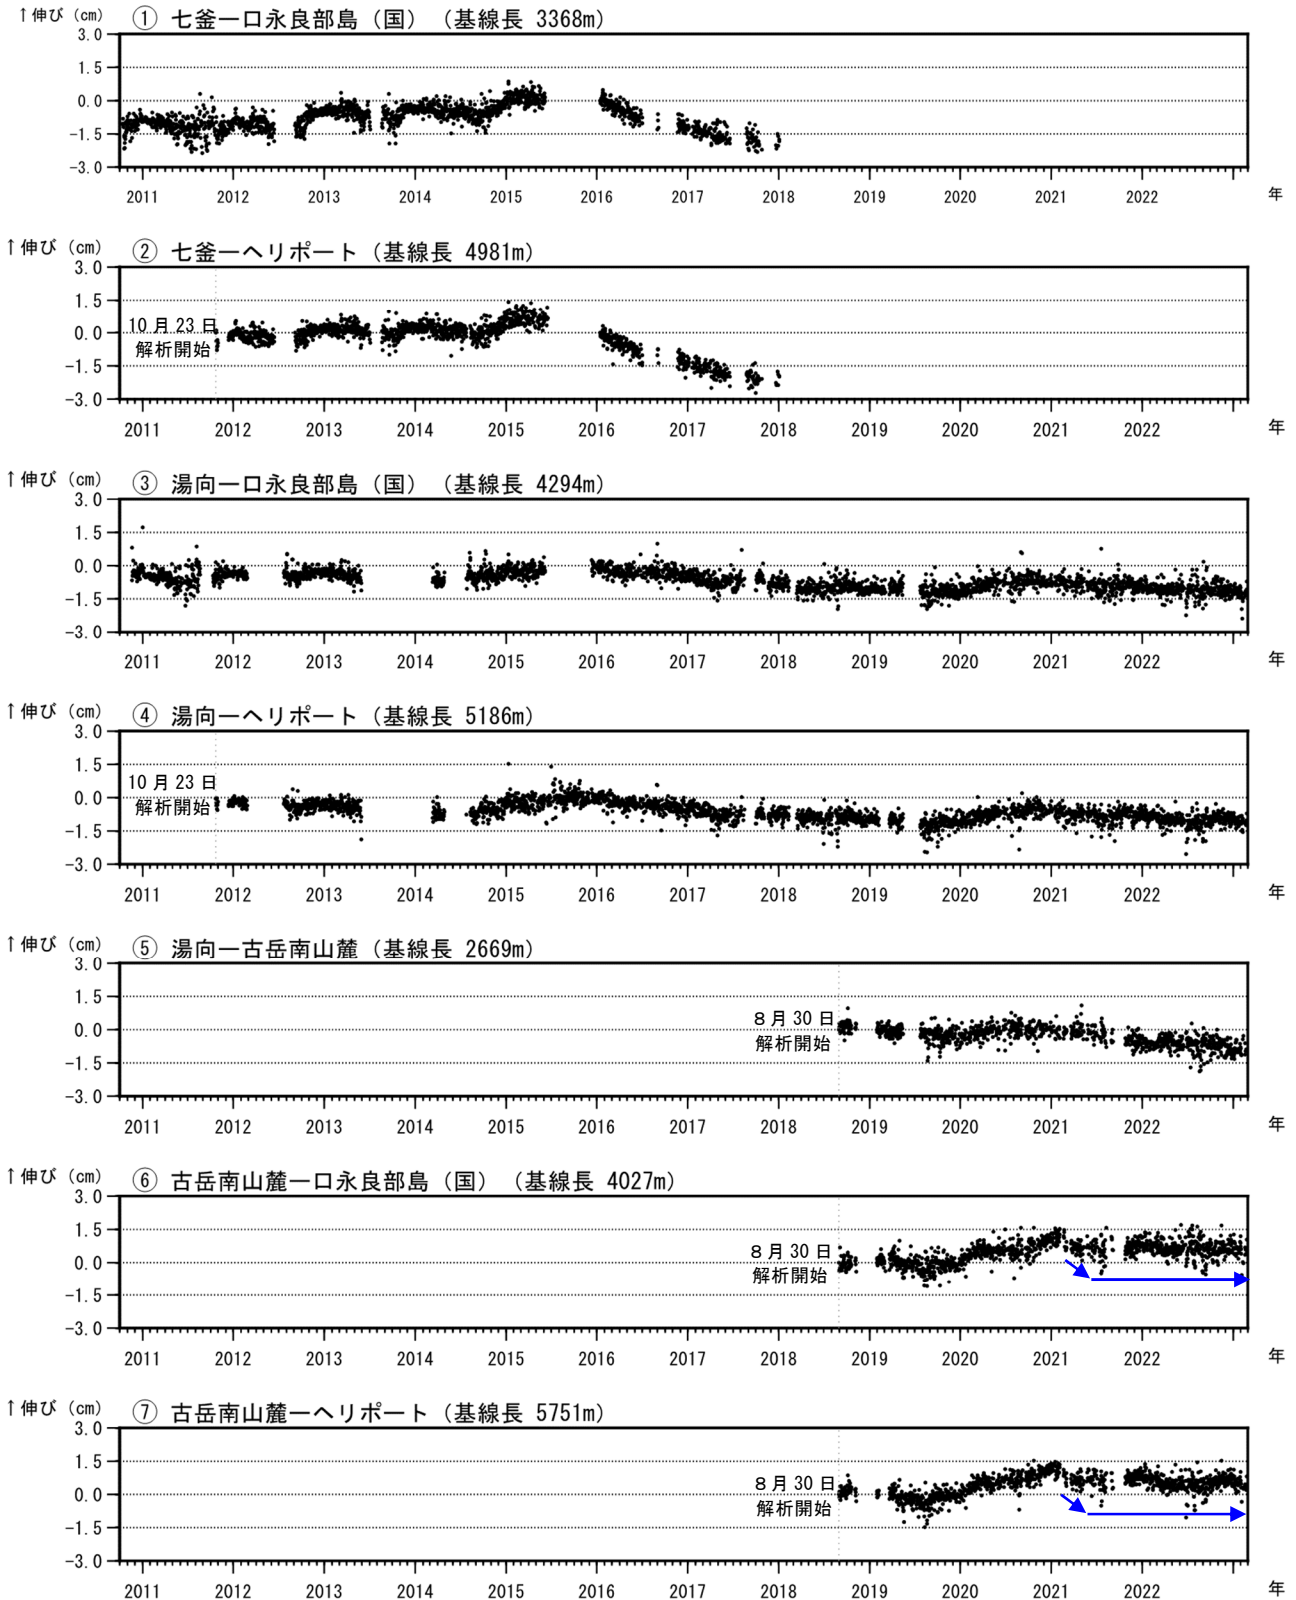 ↑伸び (cm) ① 七釜ー口永良部島（国）（基線長 3368m）
3.0
1.5
0.0
-1.5
-3.0
2011 2012 2013 2014 2015 2016 2017 2018 2019 2020 2021 2022 年
↑伸び (cm) ② 七釜ーヘリポート（基線長 4981m）
3.0
1.5
10月23日
0.0
解析開始
-1.5
-3.0
2011 2012 2013 2014 2015 2016 2017 2018 2019 2020 2021 2022 年
↑伸び (cm) ③ 湯向ー口永良部島（国）（基線長 4294m）
3.0
1.5
0.0
-1.5
-3.0
2011 2012 2013 2014 2015 2016 2017 2018 2019 2020 2021 2022 年
↑伸び (cm) ④ 湯向ーヘリポート（基線長 5186m）
3.0
1.5
10月23日
0.0
解析開始
-1.5
-3.0
2011 2012 2013 2014 2015 2016 2017 2018 2019 2020 2021 2022 年
↑伸び (cm) ⑤ 湯向ー古岳南山麓（基線長 2669m）
3.0
1.5
8月30日
0.0
解析開始
-1.5
-3.0
2011 2012 2013 2014 2015 2016 2017 2018 2019 2020 2021 2022 年
↑伸び (cm) ⑥ 古岳南山麓ー口永良部島（国）（基線長 4027m）
3.0
1.5
8月30日
0.0
解析開始
-1.5
-3.0
2011 2012 2013 2014 2015 2016 2017 2018 2019 2020 2021 2022 年
↑伸び (cm) ⑦ 古岳南山麓ーヘリポート（基線長 5751m）
3.0
1.5
8月30日
0.0
解析開始
-1.5
-3.0
2011 2012 2013 2014 2015 2016 2017 2018 2019 2020 2021 2022 年